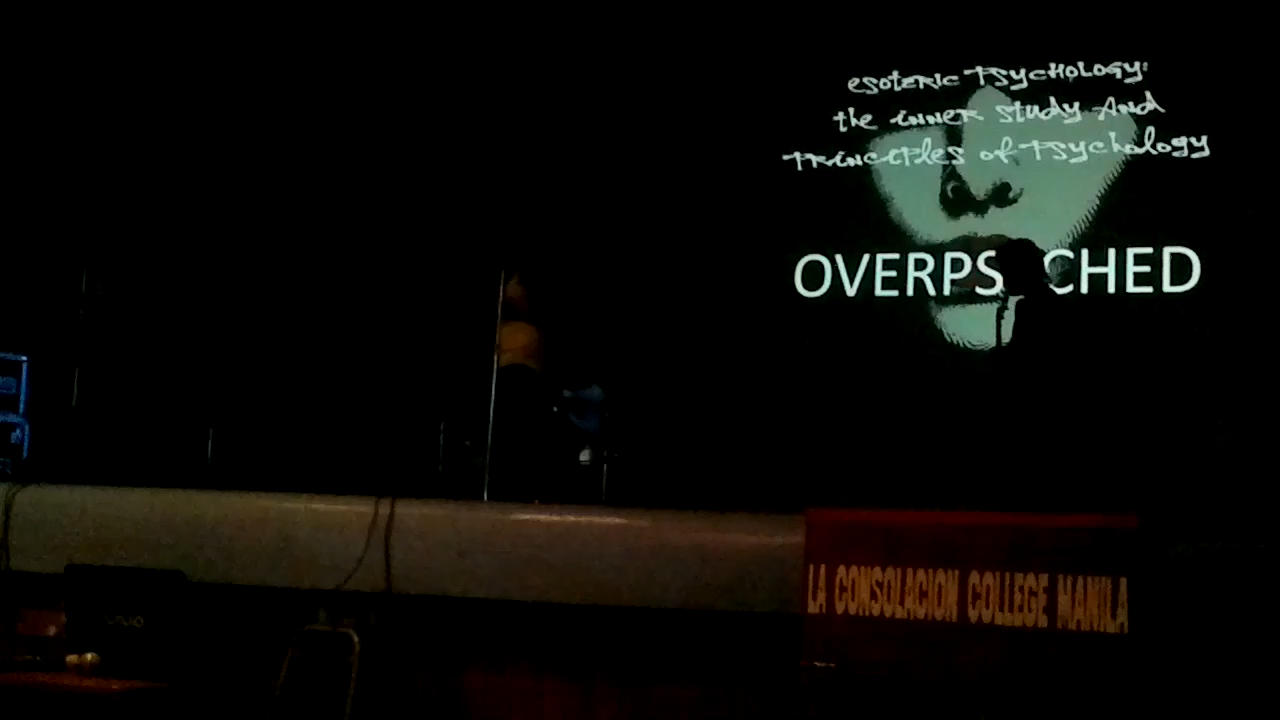 esoteric Psychology:
the inner study And
Principles of Psychology
OVERPS CHED
LA CONSOLACION COLLEGE MANILA